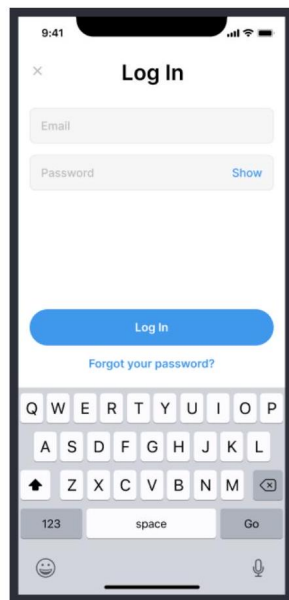 9:41
Log In
Email
Password Show
Log In
Forgot your password?
Q W E R T Y U I O P
A S D F G H J K L
Z X C V B N M
123 space Go